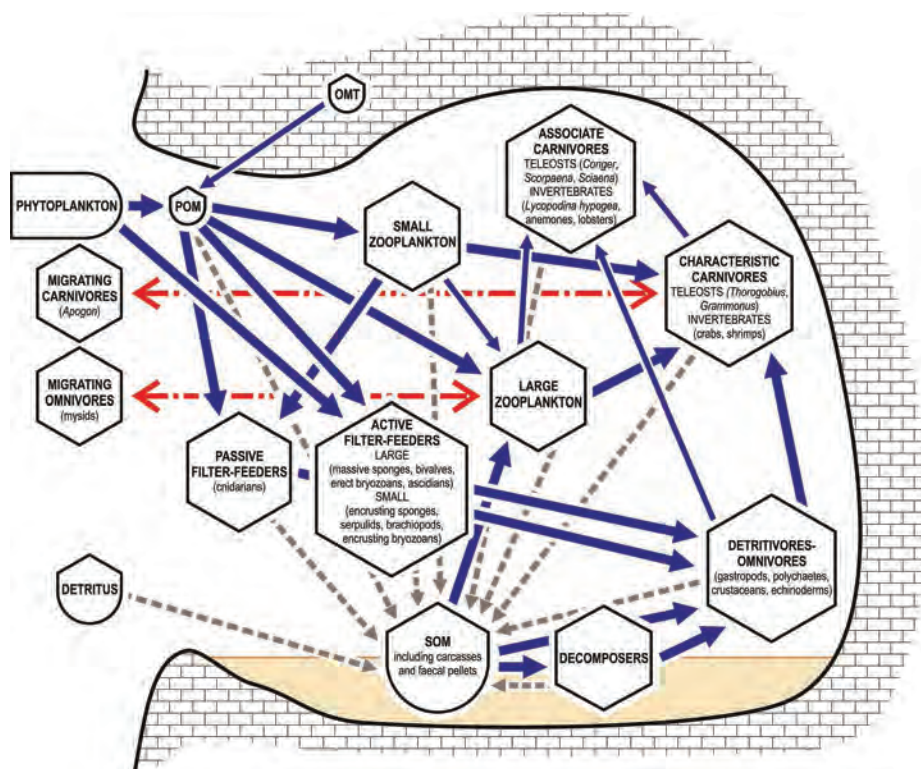 OMT
PHYTOPLANKTON
POM
SMALL
ZOOPLANKTON
ASSOCIATE
CARNIVORES
TELEOSTS (Conger,
Scorpaena, Sciaena)
INVERTEBRATES
(Lycopodina hypogea,
anemones, lobsters)
MIGRATING
CARNIVORES
(Apogon)
CHARACTERISTIC
CARNIVORES
TELEOSTS (Thorogobius,
Grammonus)
INVERTEBRATES
(crabs, shrimps)
MIGRATING
OMNIVORES
(mysids)
LARGE
ZOOPLANKTON
PASSIVE
FILTER-FEEDERS
(cnidarians)
ACTIVE
FILTER-FEEDERS
LARGE
(massive sponges, bivalves,
erect bryozoans, ascidians)
SMALL
(encrusting sponges,
serpulids, brachiopods,
encrusting bryozoans)
DETRITIVORES-
OMNIVORES
(gastropods, polychaetes,
crustaceans, echinoderms)
DETRITUS
SOM
including carcasses
and faecal pellets
DECOMPOSERS